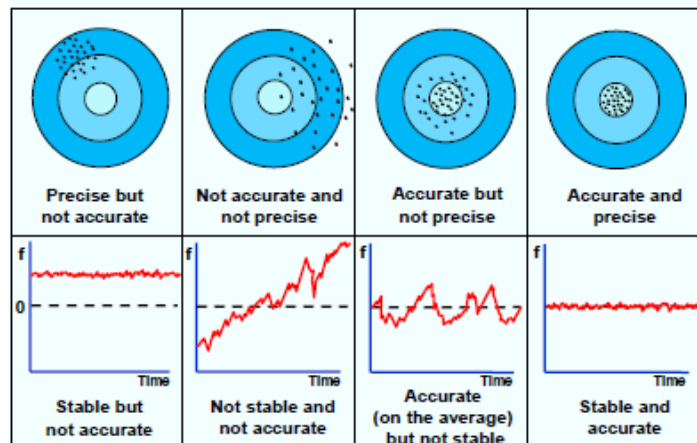 Precise but
not accurate
Not accurate and
not precise
Accurate but
not precise
Accurate and
precise
f
0
Time
Stable but
not accurate
f
Time
Not stable and
not accurate
f
Time
Accurate
(on the average)
but not stable
f
Time
Stable and
accurate